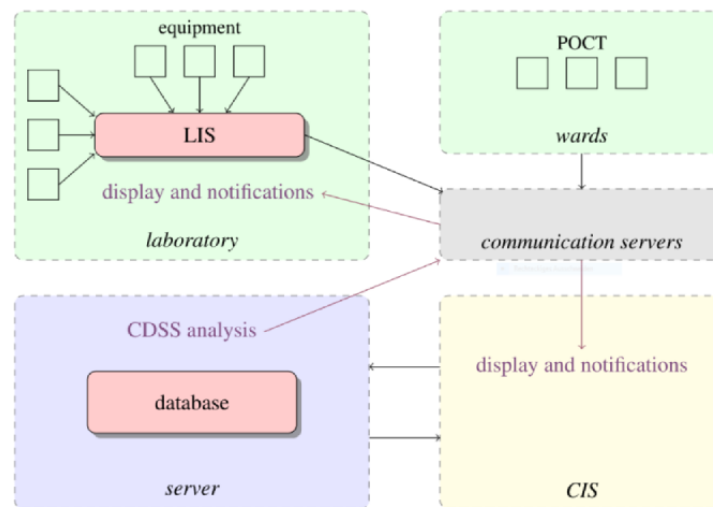 equipment
LIS
display and notifications
laboratory
POCT
wards
communication servers
CDSS analysis
database
server
display and notifications
CIS